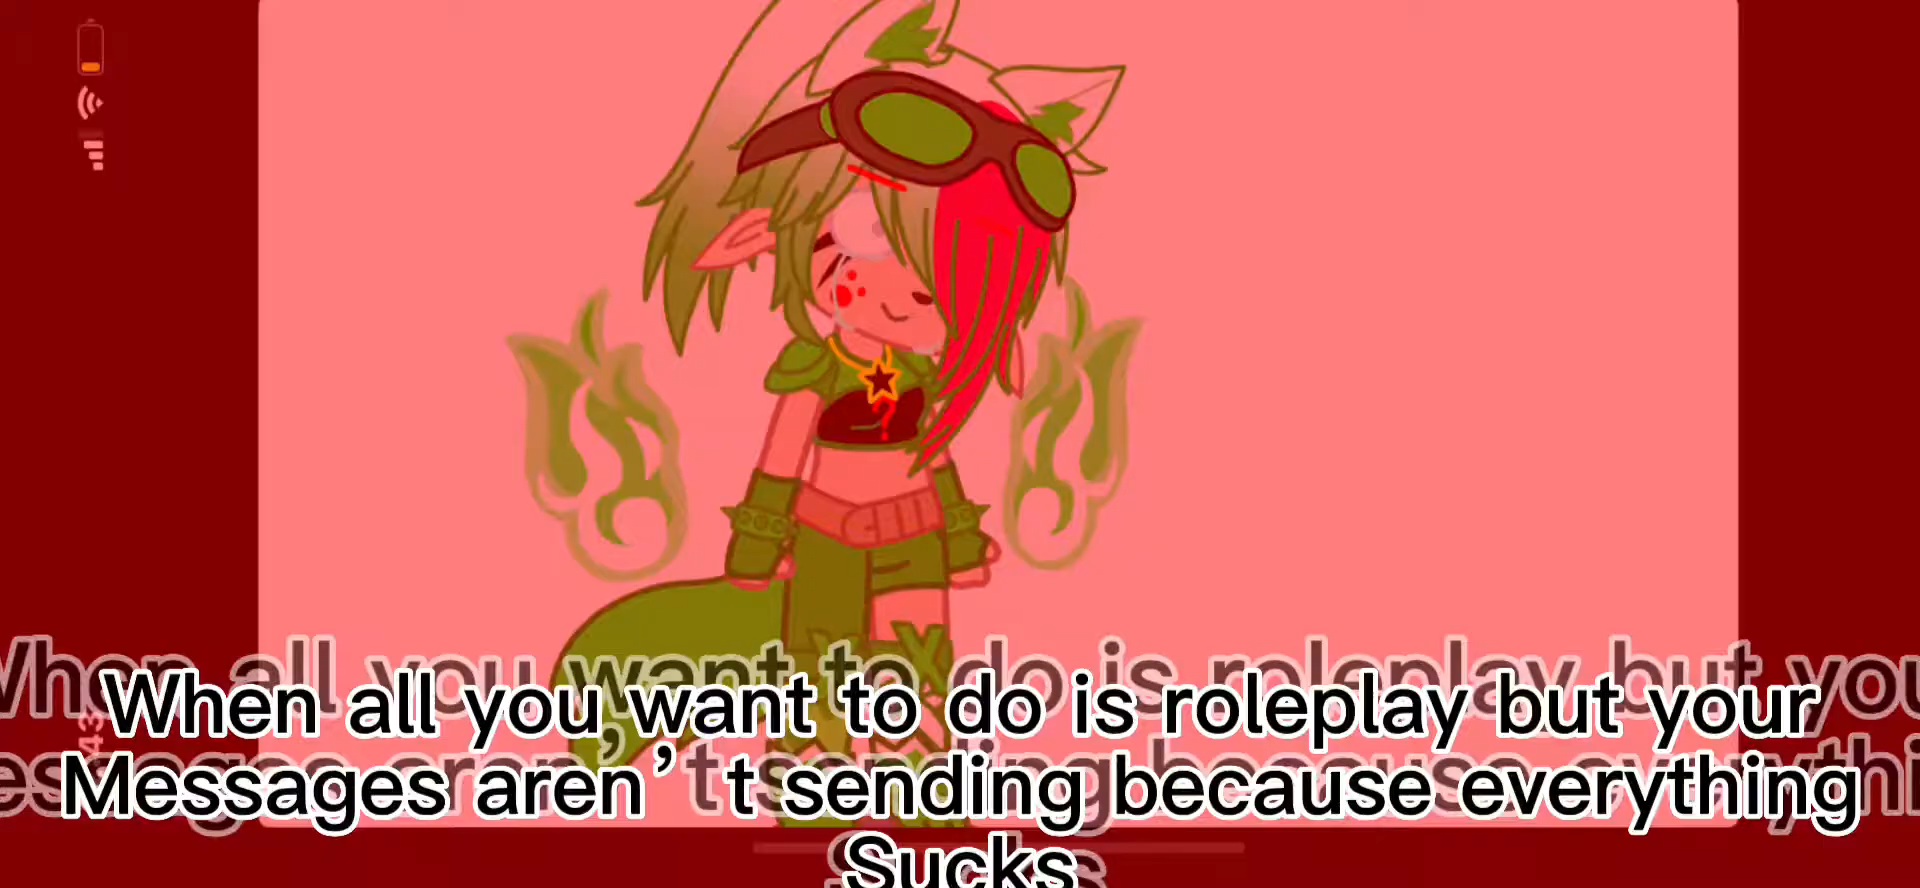 When all you want to do is roleplay but your
Messages aren't sending because everything
Sucks
?